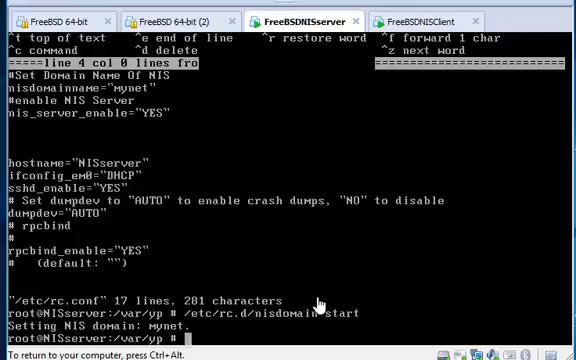 FreeBSD 64-bit
FreeBSD 64-bit (2)
FreeBSDNISserver
FreeBSDNISClient
^t top of text ^e end of line ^r restore word ^f forward 1 char
^c command ^d delete ^z next word
=====line 4 col 0 lines fro ===========================
#Set Domain Name Of NIS
nisdomainname="mynet"
#enable NIS Server
nis_server_enable="YES"
hostname="NISserver"
ifconfig_em0="DHCP"
sshd_enable="YES"
# Set dumpdev to "AUTO" to enable crash dumps, "NO" to disable
dumpdev="AUTO"
# rpcbind
#
rpcbind_enable="YES"
# (default: "")
"/etc/rc.conf" 17 lines, 281 characters
root@NISserver:/var/yp # /etc/rc.d/nisdomain start
Setting NIS domain: mynet.
root@NISserver:/var/yp #
To return to your computer, press Ctrl+Alt.